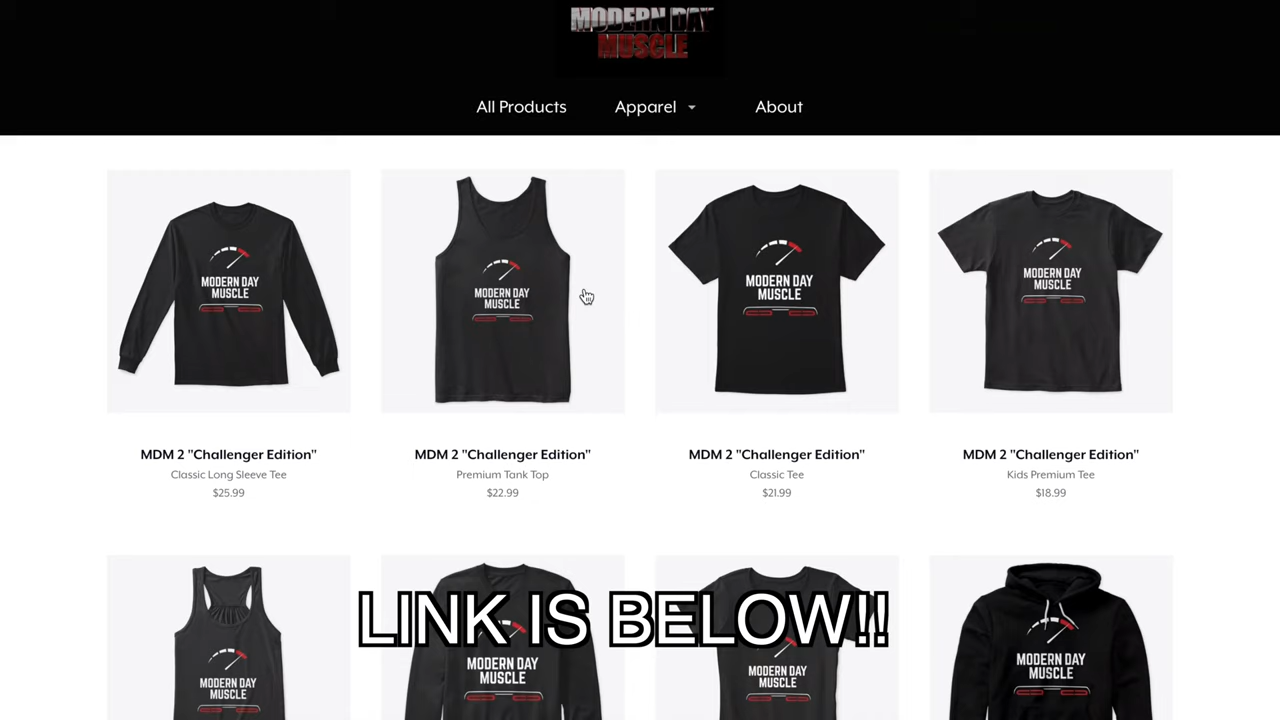 MODERN DAY
MUSCLE
All Products
Apparel
About
MODERN DAY
MUSCLE
MODERN DAY
MUSCLE
MODERN DAY
MUSCLE
MODERN DAY
MUSCLE
MDM 2 "Challenger Edition"
Classic Long Sleeve Tee
$25.99
MDM 2 "Challenger Edition"
Premium Tank Top
$22.99
MDM 2 "Challenger Edition"
Classic Tee
$21.99
MDM 2 "Challenger Edition"
Kids Premium Tee
$18.99
LINK IS BELOW!!
MODERN DAY
MUSCLE
MODERN DAY
MUSCLE
MODERN DAY
MUSCLE
MODERN DAY
MUSCLE